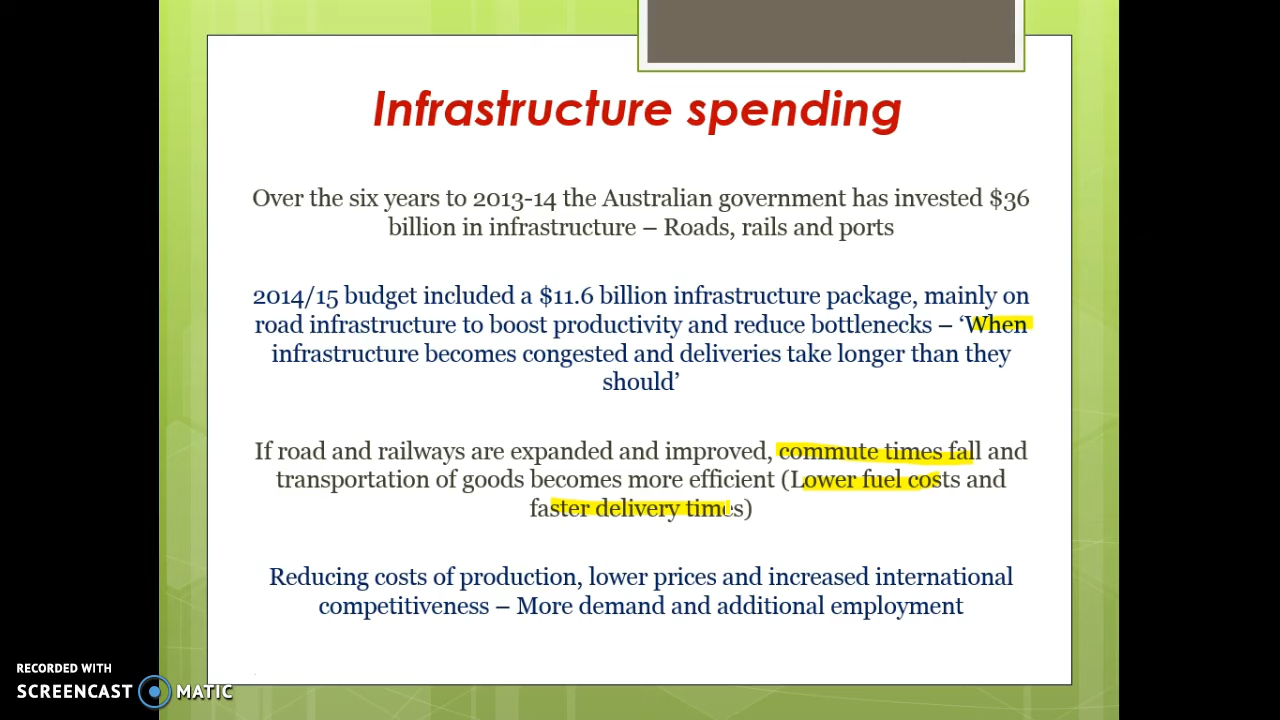 Infrastructure spending
Over the six years to 2013-14 the Australian government has invested $36
billion in infrastructure – Roads, rails and ports
2014/15 budget included a $11.6 billion infrastructure package, mainly on
road infrastructure to boost productivity and reduce bottlenecks – ‘When
infrastructure becomes congested and deliveries take longer than they
should’
If road and railways are expanded and improved, commute times fall and
transportation of goods becomes more efficient (Lower fuel costs and
faster delivery times)
Reducing costs of production, lower prices and increased international
competitiveness – More demand and additional employment
RECORDED WITH
SCREENCAST MATIC